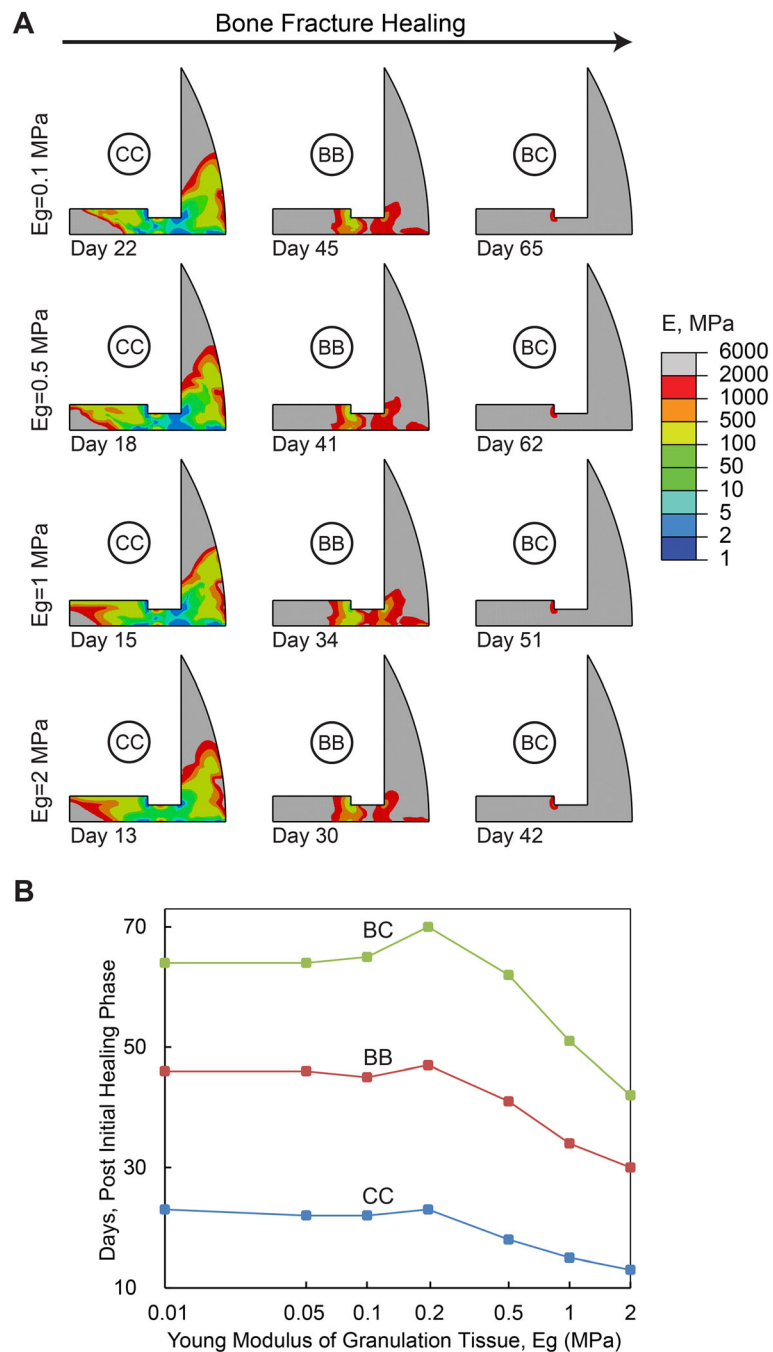 A
Bone Fracture Healing
Eg=0.1 MPa
CC
BB
BC
Day 22
Day 45
Day 65
Eg=0.5 MPa
CC
BB
BC
Day 18
Day 41
Day 62
Eg=1 MPa
CC
BB
BC
Day 15
Day 34
Day 51
Eg=2 MPa
CC
BB
BC
Day 13
Day 30
Day 42
E, MPa
6000
2000
1000
500
100
50
10
5
2
1
B
Days, Post Initial Healing Phase
70
50
30
10
BC
BB
CC
0.01
0.05
0.1
0.2
0.5
1
2
Young Modulus of Granulation Tissue, Eg (MPa)